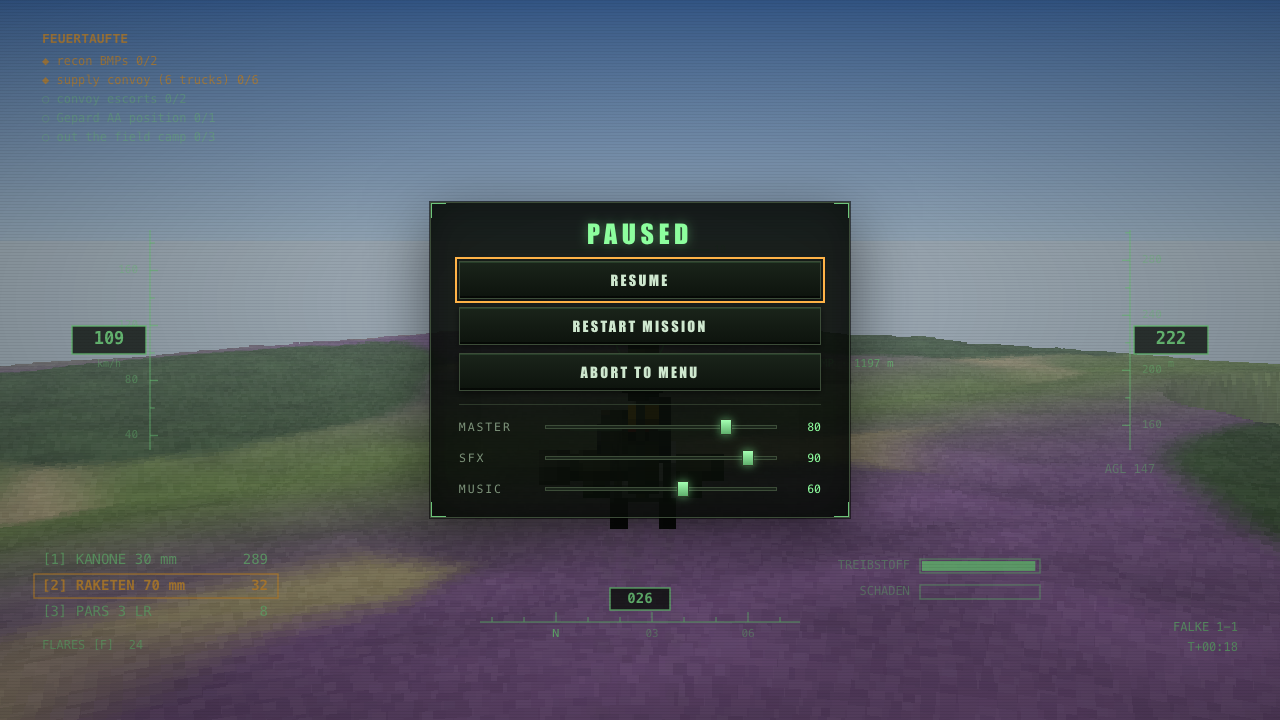 FEUERTAUFTE
◆ recon BMPs 0/2
◆ supply convoy (6 trucks) 0/6
○ convoy escorts 0/2
○ Gepard AA position 0/1
○ out the field camp 0/3
PAUSED
RESUME
RESTART MISSION
ABORT TO MENU
MASTER 80
SFX 90
MUSIC 60
109
km/h
80
40
222
200
160
AGL 147
1197 m
[1] KANONE 30 mm 289
[2] RAKETEN 70 mm 32
[3] PARS 3 LR 8
FLARES [F] 24
026
N 03 06
TREIBSTOFF
SCHADEN
FALKE 1-1
T+00:18